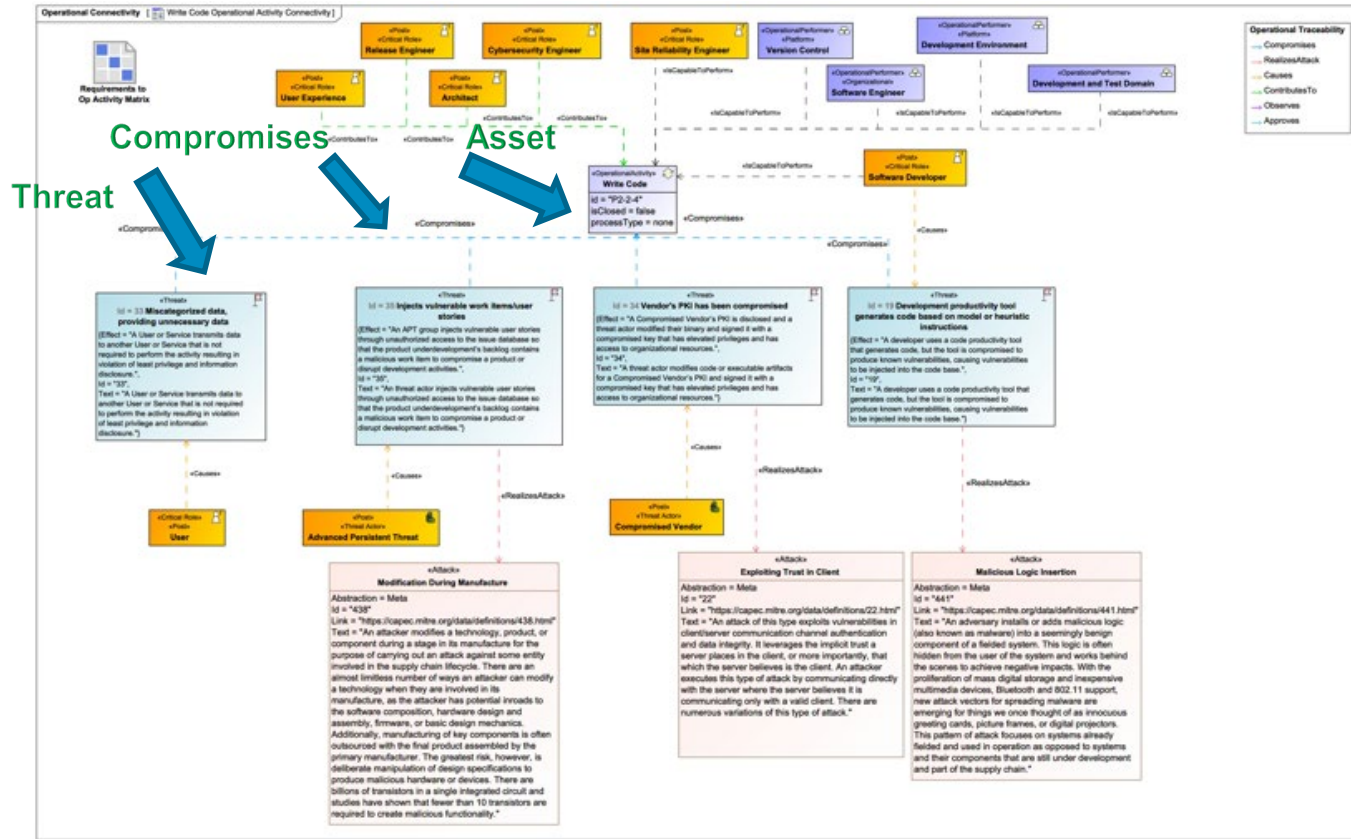 Operational Connectivity [ Write Code Operational Activity Connectivity ]
Requirements to
Op Activity Matrix
«Post»
«Critical Role»
Release Engineer
«Post»
«Critical Role»
Cybersecurity Engineer
«Post»
«Critical Role»
Site Reliability Engineer
«OperationalPerformer»
«Platform»
Version Control
«OperationalPerformer»
«Platform»
Development Environment
«Post»
«Critical Role»
User Experience
«Post»
«Critical Role»
Architect
«OperationalPerformer»
«Organizational»
Software Engineer
«OperationalPerformer»
Development and Test Domain
Operational Traceability
Compromises
RealizesAttack
Causes
ContributesTo
Observes
Approves
«IsCapableToPerform»
«ContributesTo»
«ContributesTo»
«IsCapableToPerform»
«IsCapableToPerform»
«IsCapableToPerform»
«IsCapableToPerform»
«ContributesTo»
«ContributesTo»
«ContributesTo»
Compromises
Asset
Threat
«OperationalActivity»
Write Code
id = "P2-2-4"
isClosed = false
processType = none
«IsCapableToPerform»
«Post»
«Critical Role»
Software Developer
«Compromises»
«Compromises»
«Compromises»
«Causes»
«Threat»
Id = 33 Miscategorized data,
providing unnecessary data
{Effect = "A User or Service transmits data
to another User or Service that is not
required to perform the activity resulting in
violation of least privilege and information
disclosure.",
Id = "33",
Text = "A User or Service transmits data to
another User or Service that is not required
to perform the activity resulting in violation
of least privilege and information
disclosure."}
«Threat»
Id = 35 Injects vulnerable work items/user
stories
{Effect = "An APT group injects vulnerable user stories
through unauthorized access to the issue database so
that the product underdevelopment's backlog contains
a malicious work item to compromise a product or
disrupt development activities.",
Id = "35",
Text = "An threat actor injects vulnerable user stories
through unauthorized access to the issue database so
that the product underdevelopment's backlog contains
a malicious work item to compromise a product or
disrupt development activities."}
«Threat»
Id = 34 Vendor's PKI has been compromised
{Effect = "A Compromised Vendor's PKI is disclosed and a
threat actor modified their binary and signed it with a
compromised key that has elevated privileges and has
access to organizational resources.",
Id = "34",
Text = "A threat actor modifies code or executable artifacts
for a Compromised Vendor's PKI and signed it with a
compromised key that has elevated privileges and has
access to organizational resources."}
«Threat»
Id = 19 Development productivity tool
generates code based on model or heuristic
instructions
{Effect = "A developer uses a code productivity tool
that generates code, but the tool is compromised to
produce known vulnerabilities, causing vulnerabilities
to be injected into the code base.",
Id = "19",
Text = "A developer uses a code productivity tool that
generates code, but the tool is compromised to
produce known vulnerabilities, causing vulnerabilities
to be injected into the code base."}
«Causes»
«Causes»
«RealizesAttack»
«Causes»
«RealizesAttack»
«RealizesAttack»
«Critical Role»
«Post»
User
«Post»
«Threat Actor»
Advanced Persistent Threat
«Post»
«Threat Actor»
Compromised Vendor
«Attack»
Modification During Manufacture
Abstraction = Meta
Id = "438"
Link = "https://capec.mitre.org/data/definitions/438.html"
Text = "An attacker modifies a technology, product, or
component during a stage in its manufacture for the
purpose of carrying out an attack against some entity
involved in the supply chain lifecycle. There are an
almost limitless number of ways an attacker can modify
a technology when they are involved in its
manufacture, as the attacker has potential inroads to
the software composition, hardware design and
assembly, firmware, or basic design mechanics.
Additionally, manufacturing of key components is often
outsourced with the final product assembled by the
primary manufacturer. The greatest risk, however, is
deliberate manipulation of design specifications to
produce malicious hardware or devices. There are
billions of transistors in a single integrated circuit and
studies have shown that fewer than 10 transistors are
required to create malicious functionality."
«Attack»
Exploiting Trust in Client
Abstraction = Meta
Id = "22"
Link = "https://capec.mitre.org/data/definitions/22.html"
Text = "An attack of this type exploits vulnerabilities in
client/server communication channel authentication
and data integrity. It leverages the implicit trust a
server places in the client, or more importantly, that
which the server believes is the client. An attacker
executes this type of attack by communicating directly
with the server where the server believes it is
communicating only with a valid client. There are
numerous variations of this type of attack."
«Attack»
Malicious Logic Insertion
Abstraction = Meta
Id = "441"
Link = "https://capec.mitre.org/data/definitions/441.html"
Text = "An adversary installs or adds malicious logic
(also known as malware) into a seemingly benign
component of a fielded system. This logic is often
hidden from the user of the system and works behind
the scenes to achieve negative impacts. With the
proliferation of mass digital storage and inexpensive
multimedia devices, Bluetooth and 802.11 support,
new attack vectors for spreading malware are
emerging for things we once thought of as innocuous
greeting cards, picture frames, or digital projectors.
This pattern of attack focuses on systems already
fielded and used in operation as opposed to systems
and their components that are still under development
and part of the supply chain."